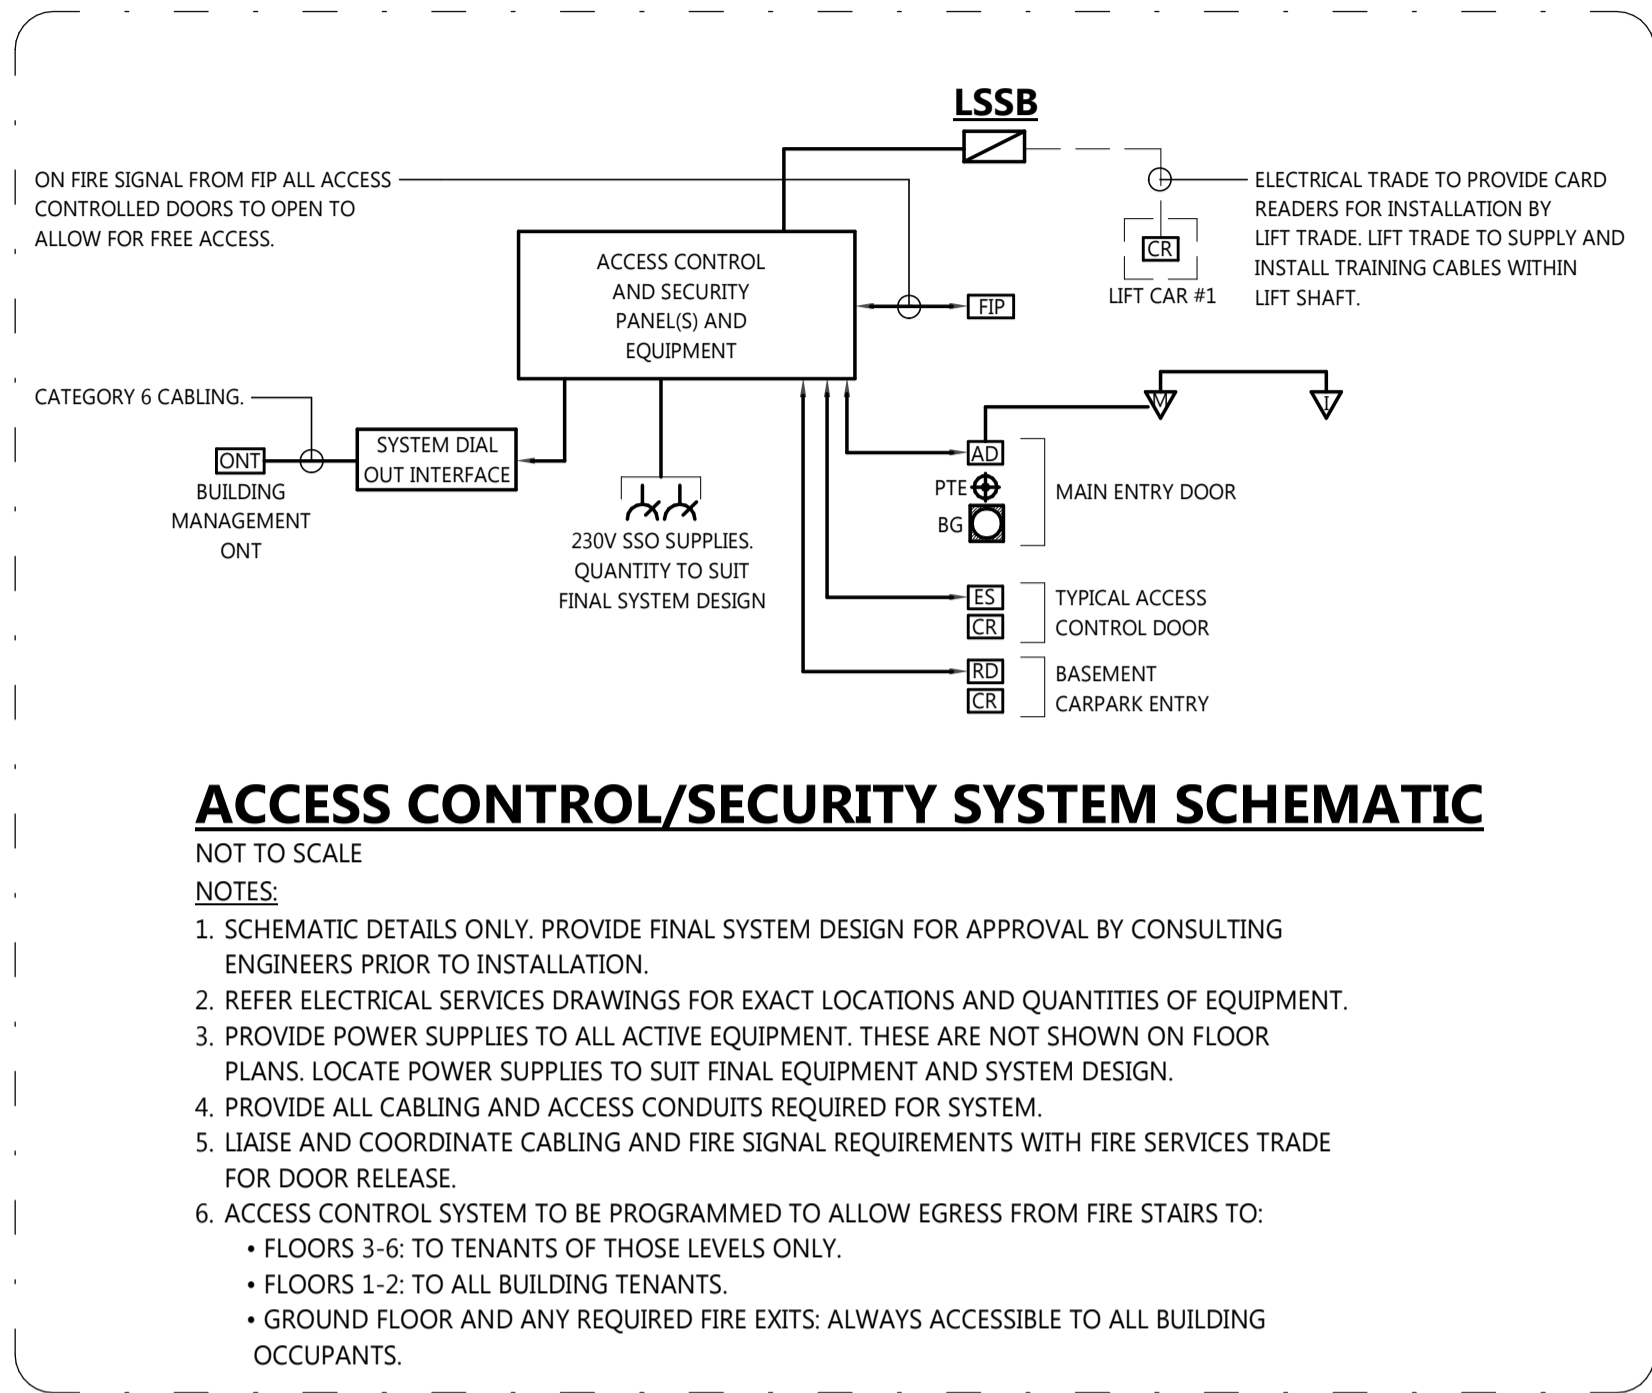 LSSB
ON FIRE SIGNAL FROM FIP ALL ACCESS
CONTROLLED DOORS TO OPEN TO
ALLOW FOR FREE ACCESS.
ELECTRICAL TRADE TO PROVIDE CARD
READERS FOR INSTALLATION BY
LIFT TRADE. LIFT TRADE TO SUPPLY AND
INSTALL TRAINING CABLES WITHIN
LIFT SHAFT.
CR
LIFT CAR #1
ACCESS CONTROL
AND SECURITY
PANEL(S) AND
EQUIPMENT
FIP
CATEGORY 6 CABLING.
ONT
BUILDING
MANAGEMENT
ONT
SYSTEM DIAL
OUT INTERFACE
230V SSO SUPPLIES.
QUANTITY TO SUIT
FINAL SYSTEM DESIGN
M
I
AD
PTE
BG
MAIN ENTRY DOOR
ES
CR
TYPICAL ACCESS
CONTROL DOOR
RD
CR
BASEMENT
CARPARK ENTRY
ACCESS CONTROL/SECURITY SYSTEM SCHEMATIC
NOT TO SCALE
NOTES:
1. SCHEMATIC DETAILS ONLY. PROVIDE FINAL SYSTEM DESIGN FOR APPROVAL BY CONSULTING
ENGINEERS PRIOR TO INSTALLATION.
2. REFER ELECTRICAL SERVICES DRAWINGS FOR EXACT LOCATIONS AND QUANTITIES OF EQUIPMENT.
3. PROVIDE POWER SUPPLIES TO ALL ACTIVE EQUIPMENT. THESE ARE NOT SHOWN ON FLOOR
PLANS. LOCATE POWER SUPPLIES TO SUIT FINAL EQUIPMENT AND SYSTEM DESIGN.
4. PROVIDE ALL CABLING AND ACCESS CONDUITS REQUIRED FOR SYSTEM.
5. LIAISE AND COORDINATE CABLING AND FIRE SIGNAL REQUIREMENTS WITH FIRE SERVICES TRADE
FOR DOOR RELEASE.
6. ACCESS CONTROL SYSTEM TO BE PROGRAMMED TO ALLOW EGRESS FROM FIRE STAIRS TO:
• FLOORS 3-6: TO TENANTS OF THOSE LEVELS ONLY.
• FLOORS 1-2: TO ALL BUILDING TENANTS.
• GROUND FLOOR AND ANY REQUIRED FIRE EXITS: ALWAYS ACCESSIBLE TO ALL BUILDING
OCCUPANTS.